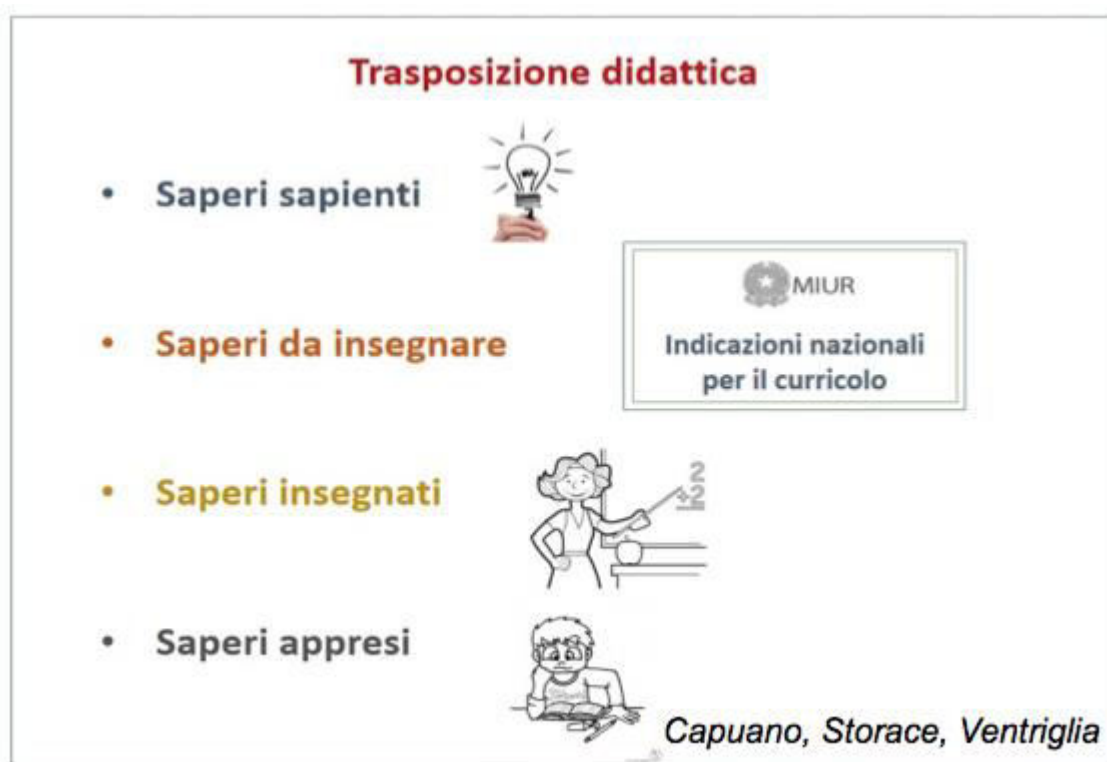 Trasposizione didattica
• Saperi sapienti
MIUR
• Saperi da insegnare
Indicazioni nazionali
per il curricolo
• Saperi insegnati
2
+2
• Saperi appresi
Capuano, Storace, Ventriglia